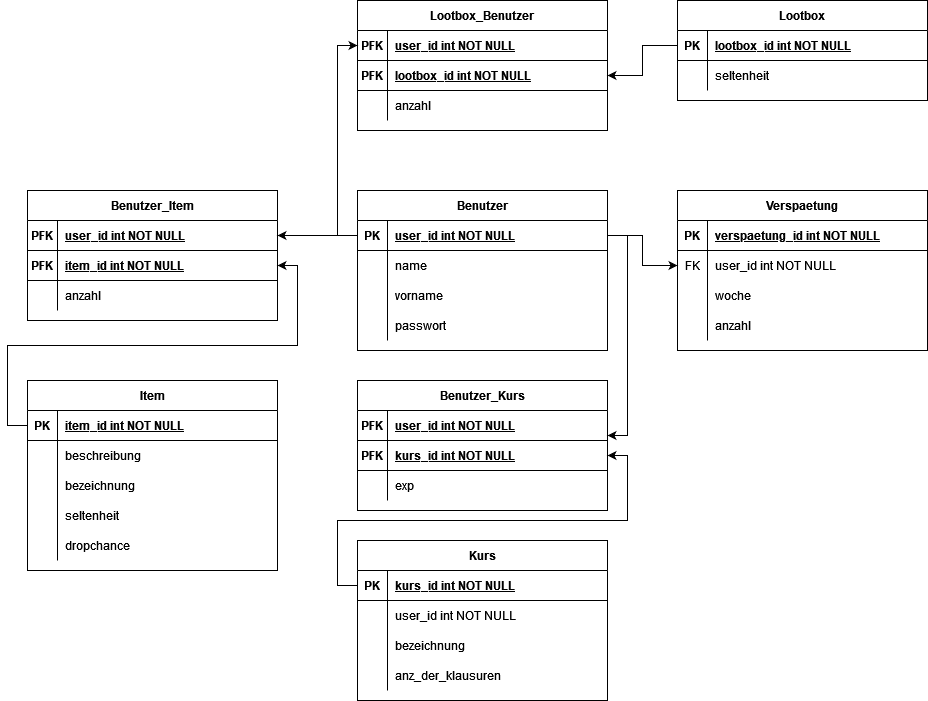 Lootbox_Benutzer
PFK user_id int NOT NULL
PFK lootbox_id int NOT NULL
anzahl
Lootbox
PK lootbox_id int NOT NULL
seltenheit
Benutzer_Item
PFK user_id int NOT NULL
PFK item_id int NOT NULL
anzahl
Benutzer
PK user_id int NOT NULL
name
vorname
passwort
Verspaetung
PK verspaetung_id int NOT NULL
FK user_id int NOT NULL
woche
anzahl
Item
PK item_id int NOT NULL
beschreibung
bezeichnung
seltenheit
dropchance
Benutzer_Kurs
PFK user_id int NOT NULL
PFK kurs_id int NOT NULL
exp
Kurs
PK kurs_id int NOT NULL
user_id int NOT NULL
bezeichnung
anz_der_klausuren